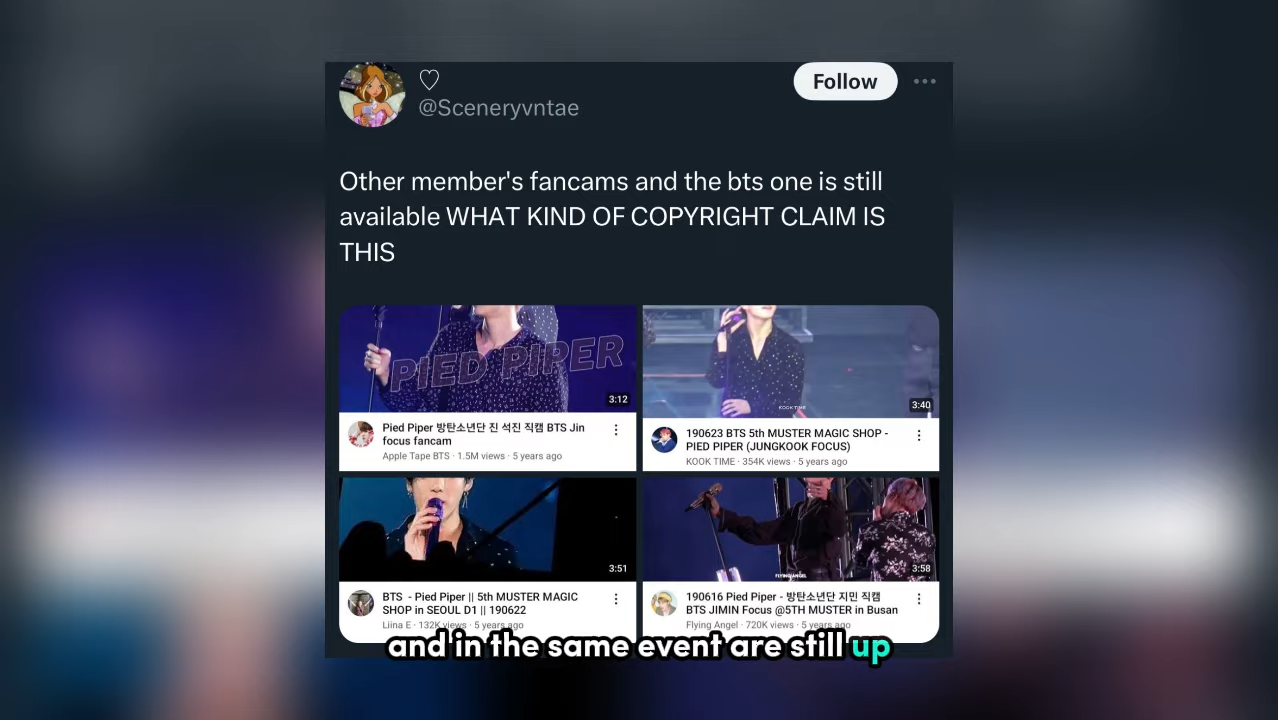 ♡
@Sceneryvntae
Follow
Other member's fancams and the bts one is still
available WHAT KIND OF COPYRIGHT CLAIM IS
THIS
PIED PIPER
3:12
Pied Piper 방탄소년단 진 석진 직캠 BTS Jin
focus fancam
Apple Tape BTS · 1.5M views · 5 years ago
KOOK TIME
3:40
190623 BTS 5th MUSTER MAGIC SHOP -
PIED PIPER (JUNGKOOK FOCUS)
KOOK TIME · 354K views · 5 years ago
3:51
BTS - Pied Piper || 5th MUSTER MAGIC
SHOP in SEOUL D1 || 190622
Liina E · 132K views · 5 years ago
FLYING ANGEL
3:58
190616 Pied Piper - 방탄소년단 지민 직캠
BTS JIMIN Focus @5TH MUSTER in Busan
Flying Angel · 720K views · 5 years ago
and in the same event are still up